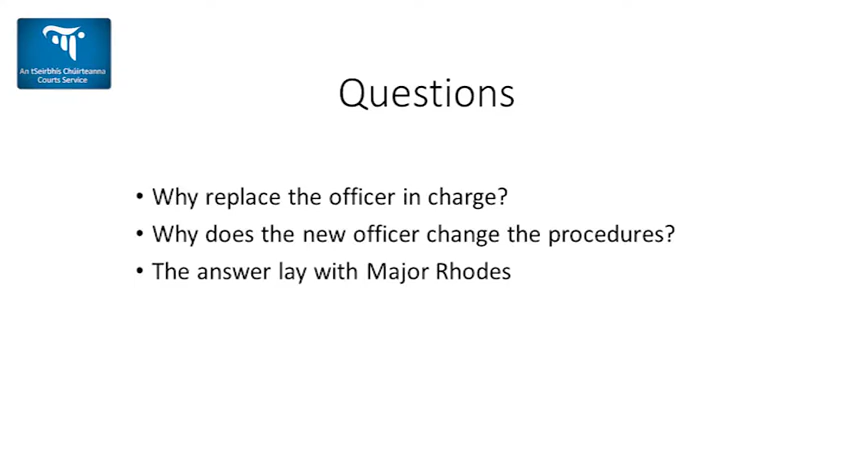 An tSeirbhís Chúirteanna
Courts Service
Questions
• Why replace the officer in charge?
• Why does the new officer change the procedures?
• The answer lay with Major Rhodes